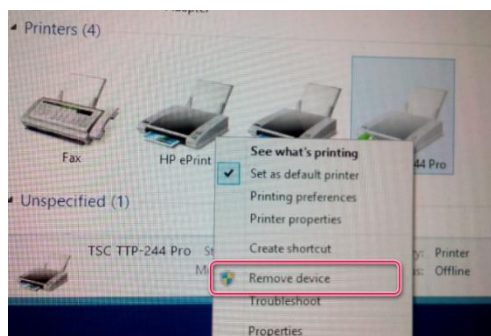 Adapter
Printers (4)
Fax
HP ePrint
44 Pro
See what's printing
Set as default printer
Printing preferences
Printer properties
Create shortcut
Remove device
Troubleshoot
Properties
Unspecified (1)
TSC TTP-244 Pro
Printer
Offline